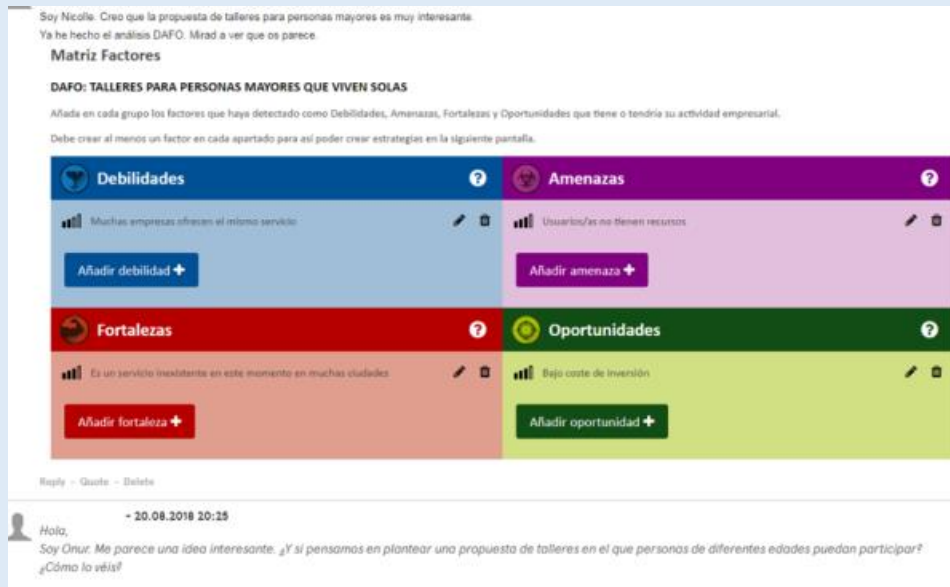 Soy Nicolle. Creo que la propuesta de talleres para personas mayores es muy interesante.
Ya he hecho el análisis DAFO. Mirad a ver que os parece.
Matriz Factores
DAFO: TALLERES PARA PERSONAS MAYORES QUE VIVEN SOLAS
Añada en cada grupo los factores que haya detectado como Debilidades, Amenazas, Fortalezas y Oportunidades que tiene o tendría su actividad empresarial.
Debe crear al menos un factor en cada apartado para así poder crear estrategias en la siguiente pantalla.
Debilidades
Muchas empresas ofrecen el mismo servicio
Añadir debilidad
Amenazas
Usuarios/as no tienen recursos
Añadir amenaza
Fortalezas
Es un servicio inexistente en este momento en muchas ciudades
Añadir fortaleza
Oportunidades
Bajo coste de inversión
Añadir oportunidad
Reply - Quote - Delete
- 20.08.2018 20:25
Hola,
Soy Onur. Me parece una idea interesante. ¿Y si pensamos en plantear una propuesta de talleres en el que personas de diferentes edades puedan participar?
¿Cómo lo véis?